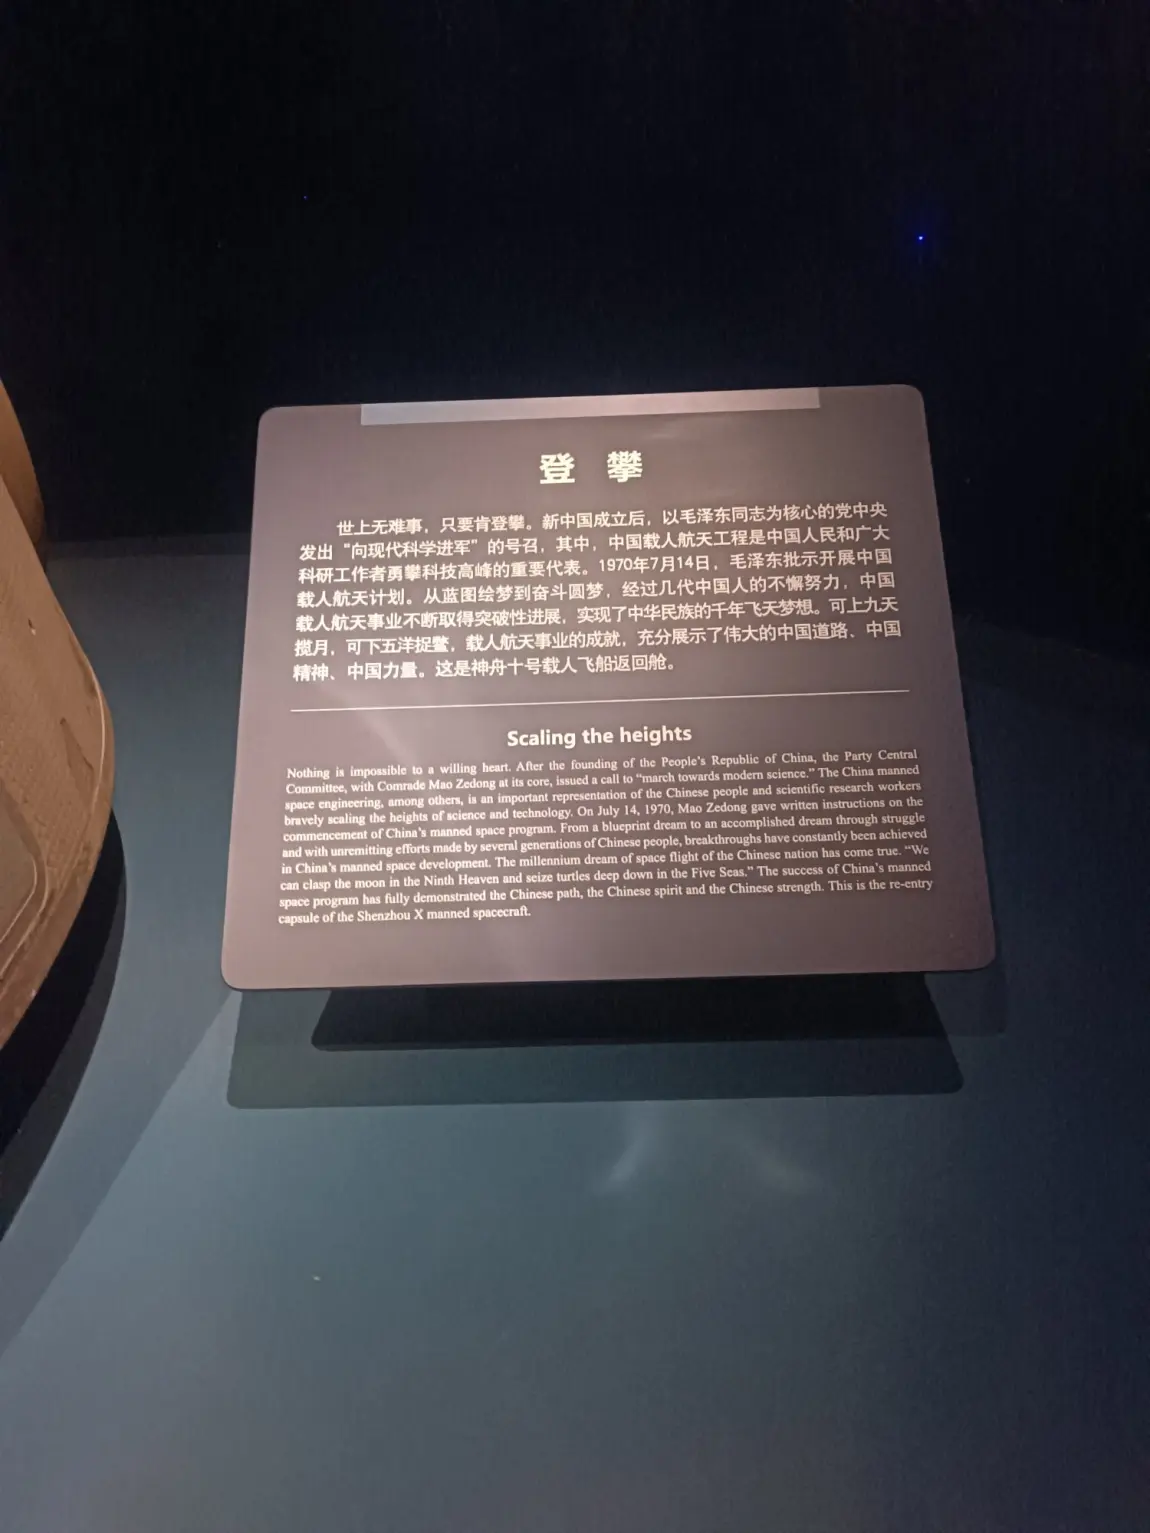 登 攀
世上无难事，只要肯登攀。新中国成立后，以毛泽东同志为核心的党中央
发出“向现代科学进军”的号召，其中，中国载人航天工程是中国人民和广大
科研工作者勇攀科技高峰的重要代表。1970年7月14日，毛泽东批示开展中国
载人航天计划。从蓝图绘梦到奋斗圆梦，经过几代中国人的不懈努力，中国
载人航天事业不断取得突破性进展，实现了中华民族的千年飞天梦想。可上九天
揽月，可下五洋捉鳖，载人航天事业的成就，充分展示了伟大的中国道路、中国
精神、中国力量。这是神舟十号载人飞船返回舱。
Scaling the heights
Nothing is impossible to a willing heart. After the founding of the People's Republic of China, the Party Central
Committee, with Comrade Mao Zedong at its core, issued a call to “march towards modern science.” The China manned
space engineering, among others, is an important representation of the Chinese people and scientific research workers
bravely scaling the heights of science and technology. On July 14, 1970, Mao Zedong gave written instructions on the
commencement of China's manned space program. From a blueprint dream to an accomplished dream through struggle
and with unremitting efforts made by several generations of Chinese people, breakthroughs have constantly been achieved
in China's manned space development. The millennium dream of space flight of the Chinese nation has come true. “We
can clasp the moon in the Ninth Heaven and seize turtles deep down in the Five Seas.” The success of China's manned
space program has fully demonstrated the Chinese path, the Chinese spirit and the Chinese strength. This is the re-entry
capsule of the Shenzhou X manned spacecraft.